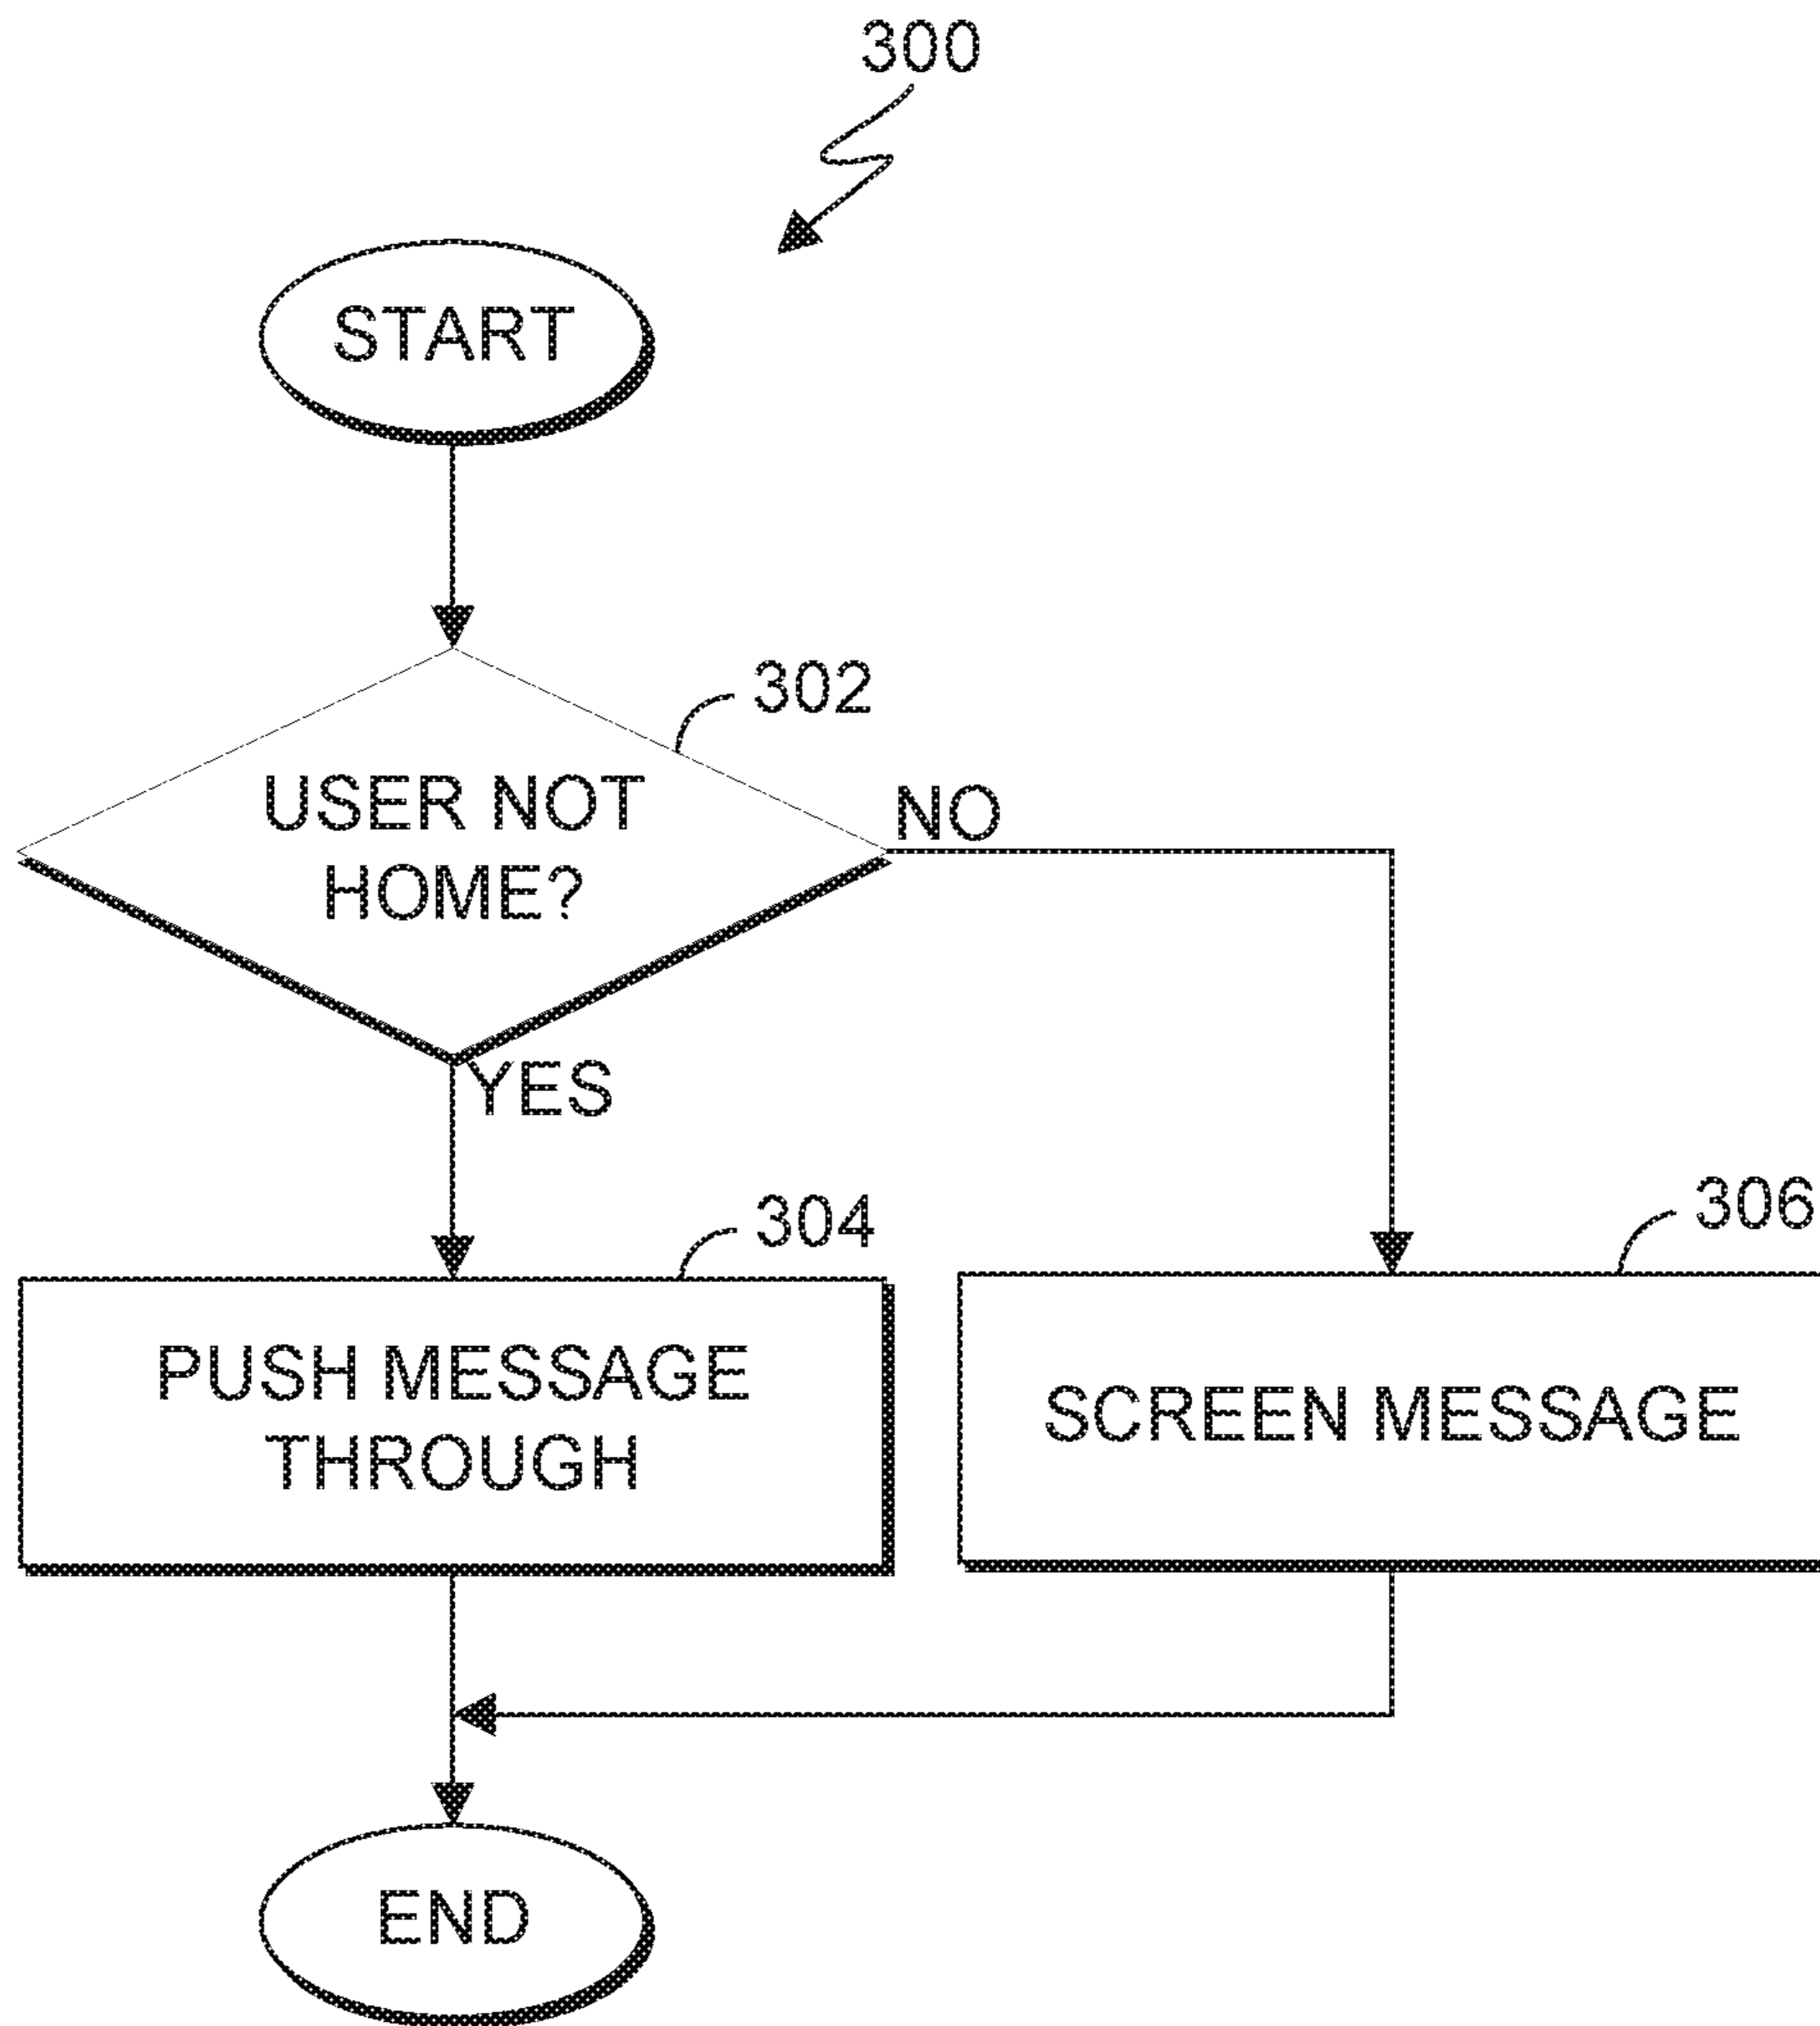 300
START
302
USER NOT
HOME?
NO
YES
304
306
PUSH MESSAGE
THROUGH
SCREEN MESSAGE
END